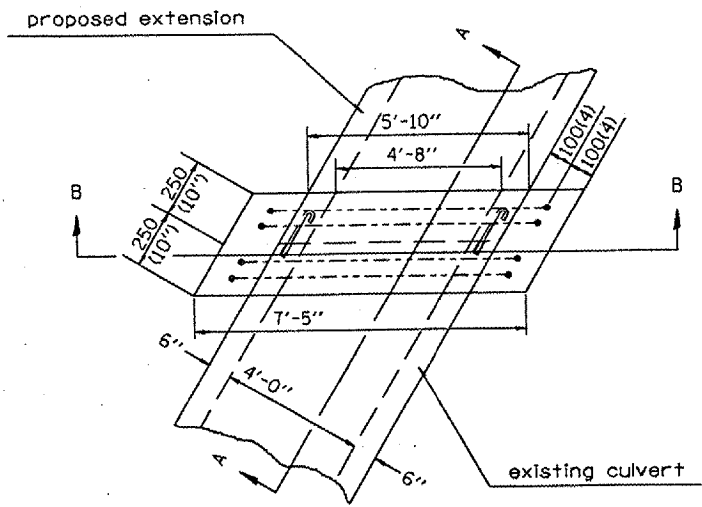 proposed extension
A
5'-10"
100(4)
100(4)
4'-8"
B
250
(10")
B
250
(10")
7'-5"
6"
4'-0"
A
6"
existing culvert